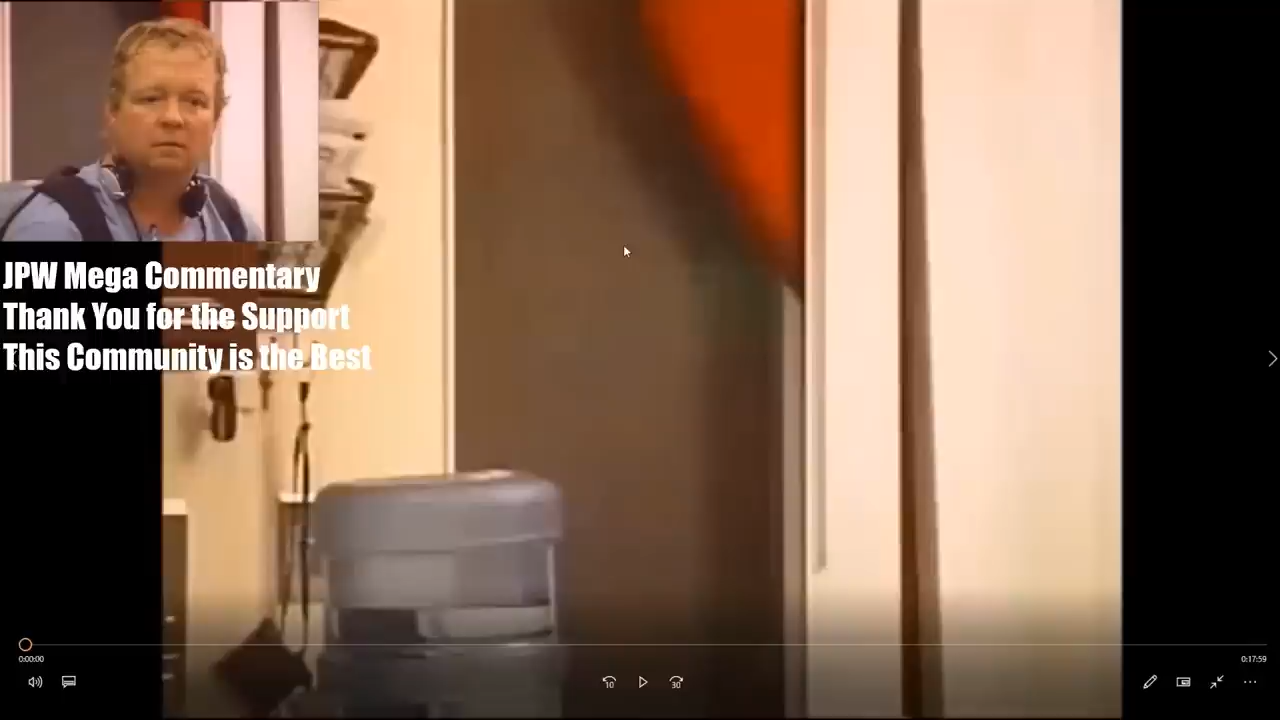 JPW Mega Commentary
Thank You for the Support
This Community is the Best
0:00:00
0:17:59
10
30